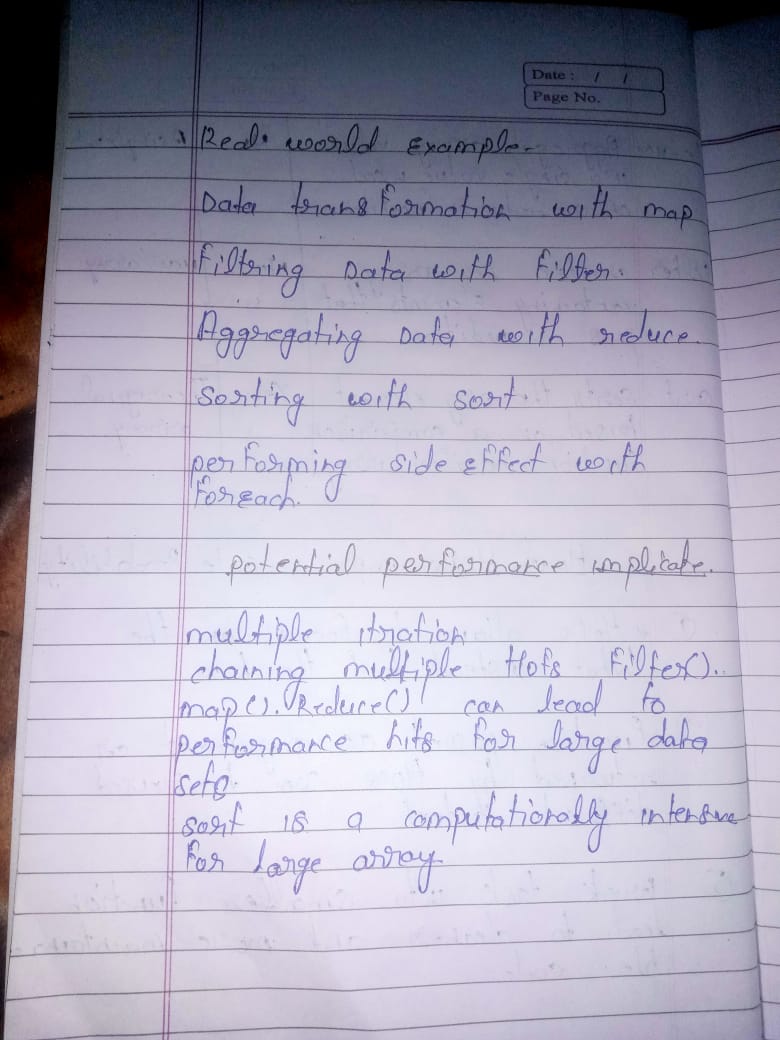 Date : / /
Page No.
Real world Example.
Data transformation with map
Filtering Data with Filter.
Aggregating Data with reduce.
Sorting with sort.
performing side effect with
foreach.
potential performance implicate.
multiple itration
chaining multiple Hofs Filter().
map().Reduce() can lead to
performance hits for large data
sets.
sort is a computationally intensive
for large array.